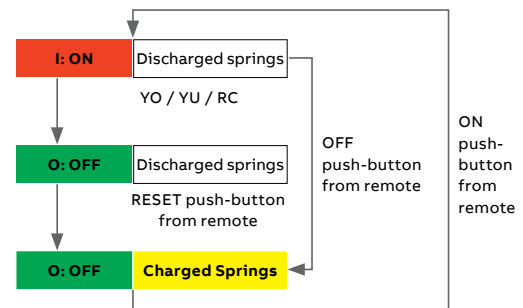 I: ON
Discharged springs
YO / YU / RC
O: OFF
Discharged springs
RESET push-button
from remote
O: OFF
Charged Springs
OFF
push-button
from remote
ON
push-
button
from
remote